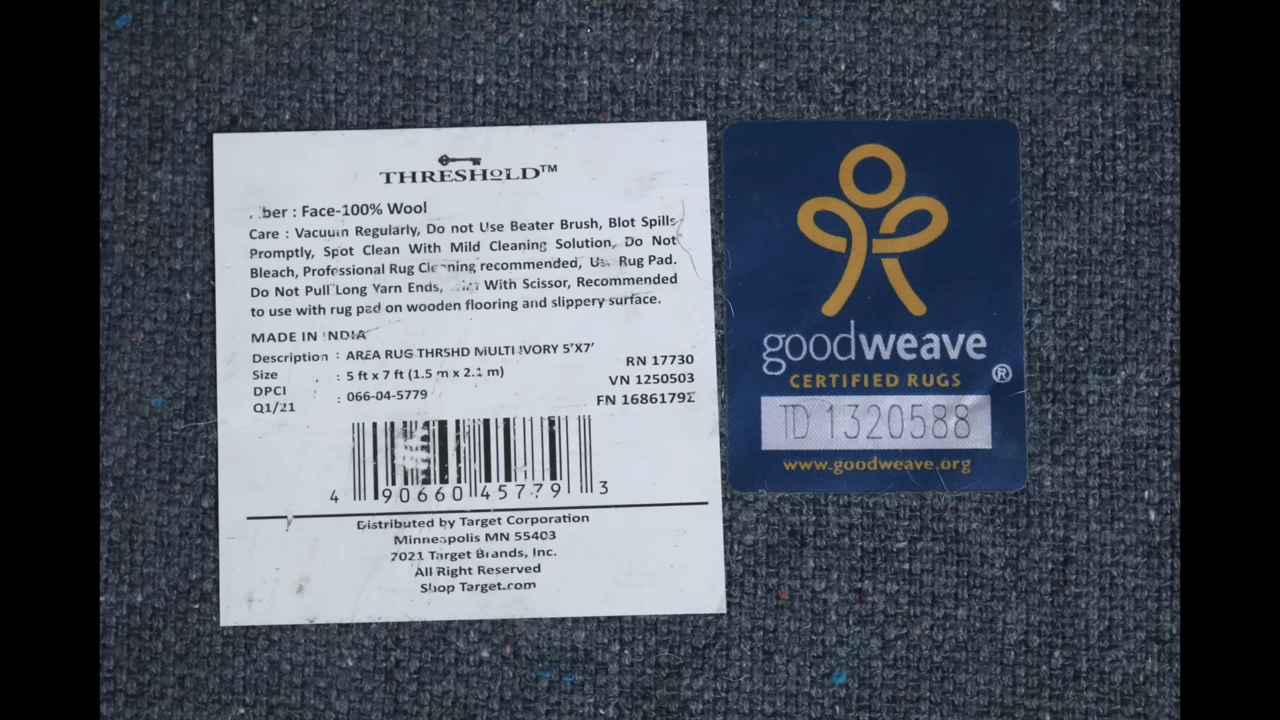 THRESHOLD™
ber : Face-100% Wool
Care : Vacuum Regularly, Do not Use Beater Brush, Blot Spills
Promptly, Spot Clean With Mild Cleaning Solution, Do Not
Bleach, Professional Rug Cleaning recommended, Rug Pad.
Do Not Pull Long Yarn Ends, With Scissor, Recommended
to use with rug pad on wooden flooring and slippery surface.
MADE IN INDIA
Description : AREA RUG THRSHD MULTI IVORY 5'X7'
Size : 5 ft x 7 ft (1.5 m x 2.1 m)
DPCI : 066-04-5779
Q1/21
RN 17730
VN 1250503
FN 1686179
4 90660 45779 3
Distributed by Target Corporation
Minneapolis MN 55403
2021 Target Brands, Inc.
All Right Reserved
Shop Target.com
goodweave
CERTIFIED RUGS ®
TD 1320588
www.goodweave.org